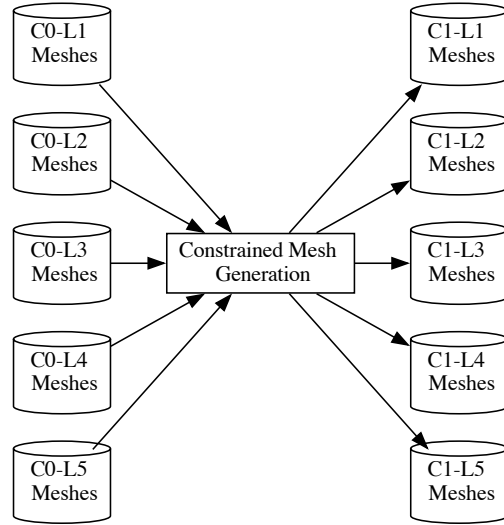 C0-L1
Meshes
C0-L2
Meshes
C0-L3
Meshes
C0-L4
Meshes
C0-L5
Meshes
Constrained Mesh
Generation
C1-L1
Meshes
C1-L2
Meshes
C1-L3
Meshes
C1-L4
Meshes
C1-L5
Meshes